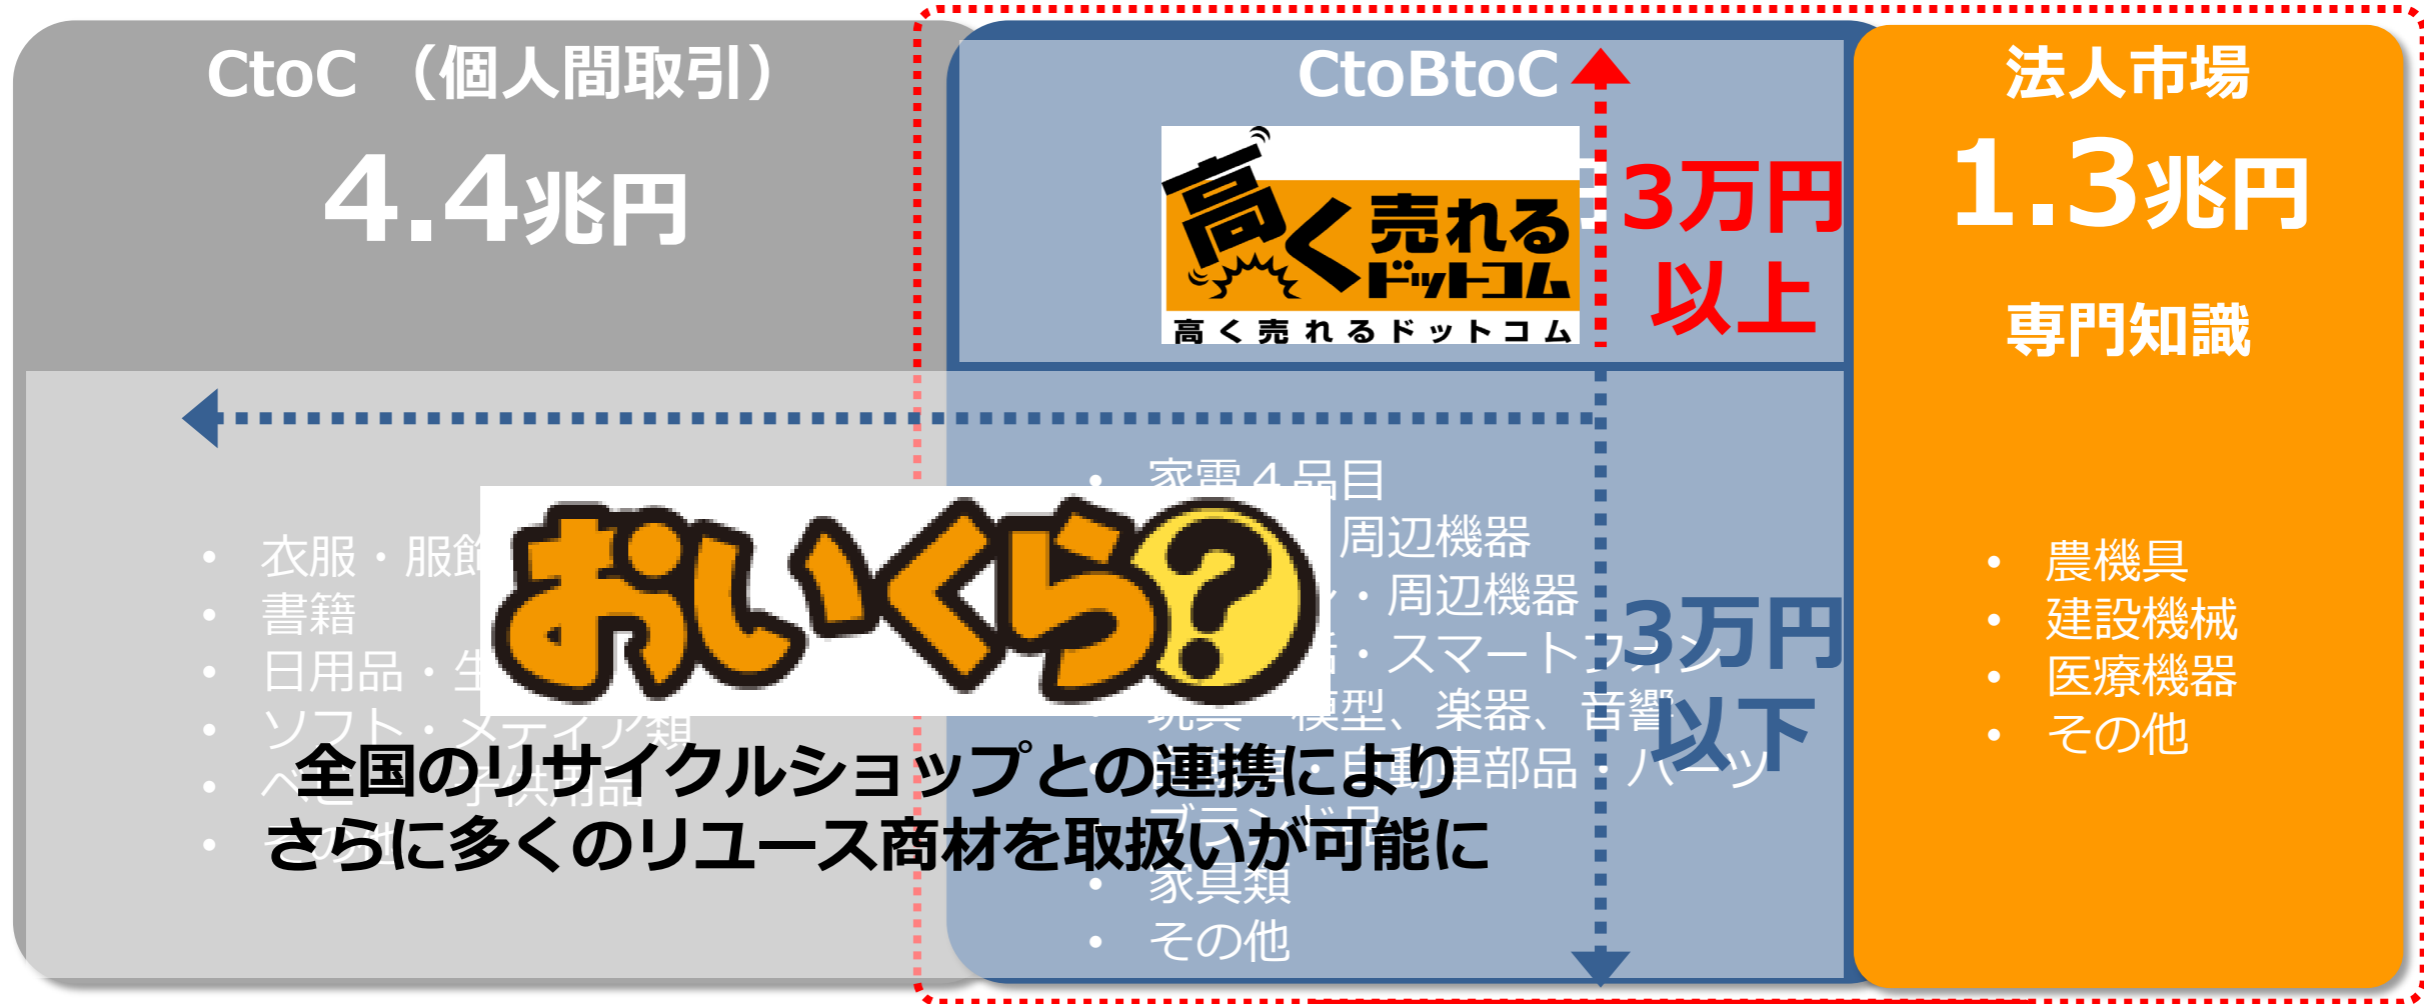 CtoC （個人間取引）
4.4兆円
CtoBtoC
高く売れる
ドットコム
高く売れるドットコム
3万円
以上
法人市場
1.3兆円
専門知識
• 衣服・服飾
• 書籍
• 日用品・生
• ソフト・メディア類
• 子供用品
• その他
おいくら?
• 家電４品目
周辺機器
・周辺機器
・スマートフォン
• 玩具・模型、楽器、音響
• 自動車部品・パーツ
ブランド品
• 家具類
• その他
3万円
以下
全国のリサイクルショップとの連携により
さらに多くのリユース商材を取扱いが可能に
• 農機具
• 建設機械
• 医療機器
• その他